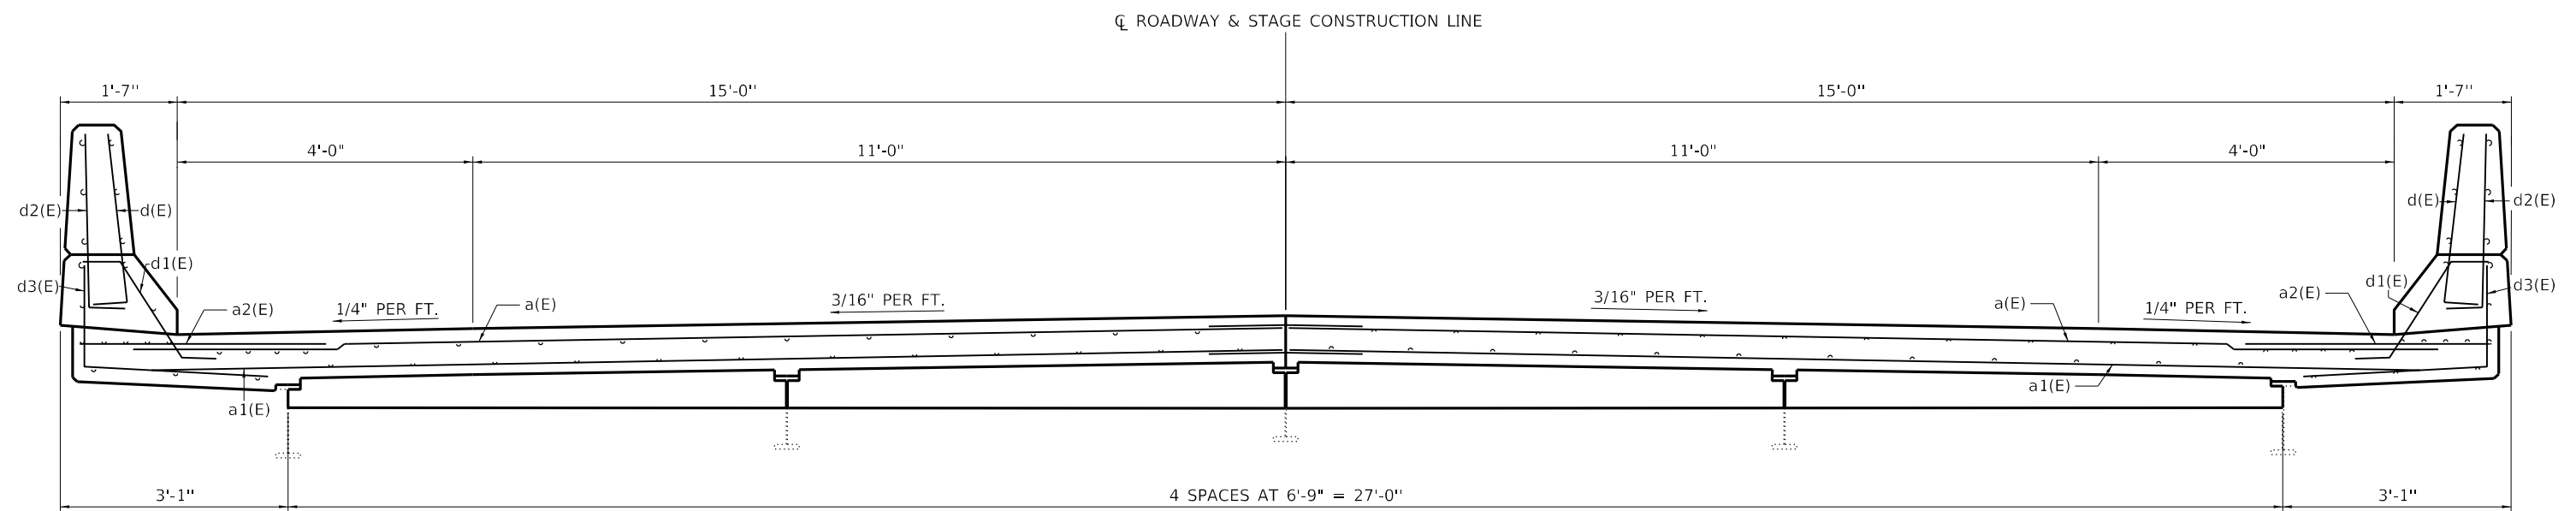 ℄ ROADWAY & STAGE CONSTRUCTION LINE
1'-7" 15'-0" 15'-0" 1'-7"
4'-0" 11'-0" 11'-0" 4'-0"
d2(E) d(E) d(E) d2(E)
d1(E) d1(E)
d3(E) d3(E)
a2(E) 1/4" PER FT. a(E) 3/16" PER FT. 3/16" PER FT. a(E) a2(E) 1/4" PER FT.
a1(E) a1(E)
3'-1" 4 SPACES AT 6'-9" = 27'-0" 3'-1"